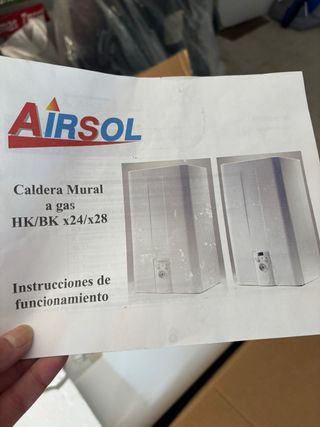 AIRSOL
Caldera Mural
a gas
HK/BK x24/x28
Instrucciones de
funcionamiento